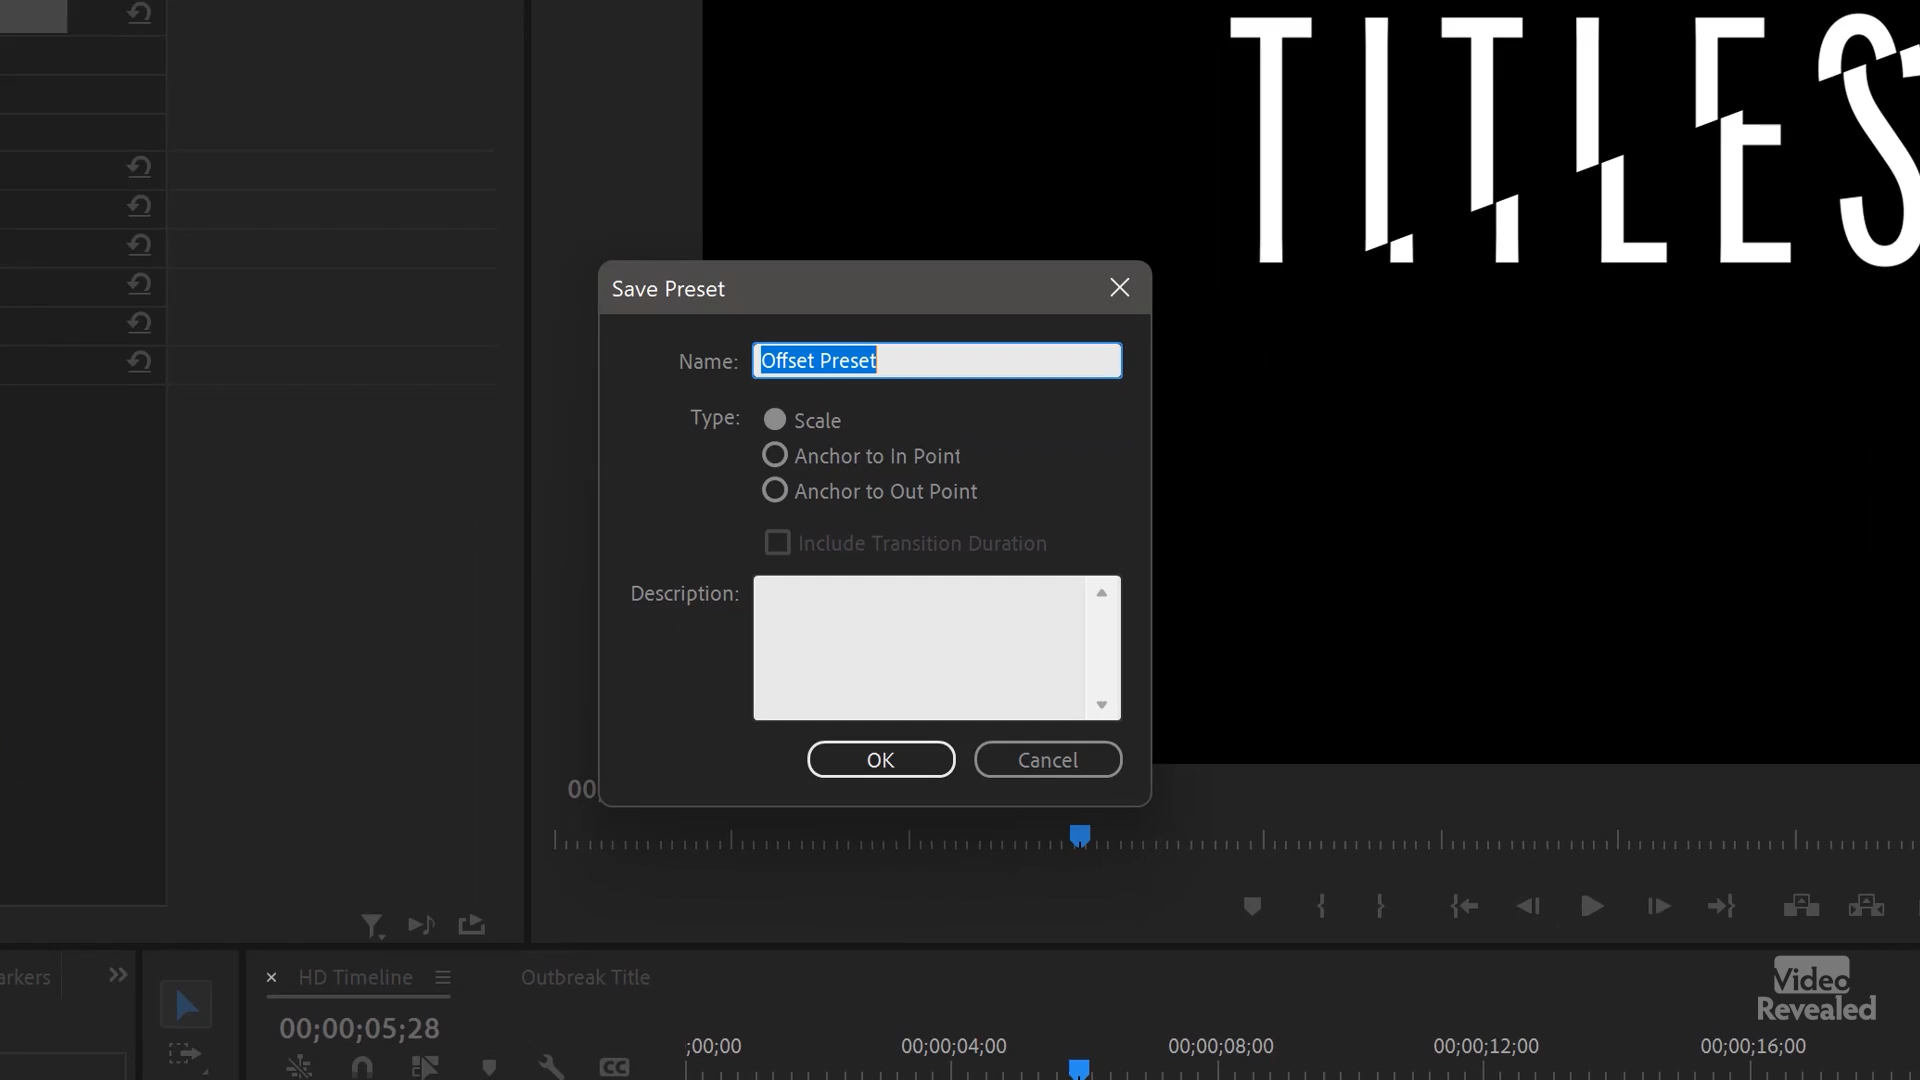 TITLES
Save Preset
Name: Offset Preset
Type: Scale
Anchor to In Point
Anchor to Out Point
Include Transition Duration
Description:
OK Cancel
00;
arkers
HD Timeline
Outbreak Title
00;00;05;28
CC
;00;00 00;00;04;00 00;00;08;00 00;00;12;00 00;00;16;00
Video
Revealed